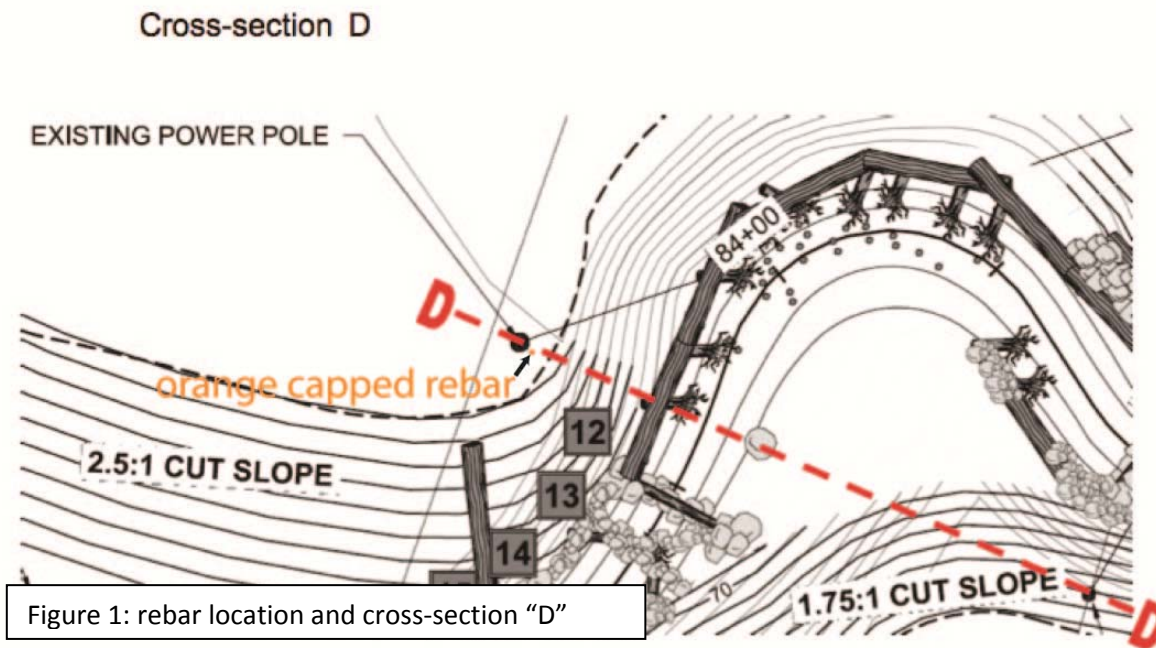 Cross-section D
EXISTING POWER POLE
84+00
D
orange capped rebar
12
2.5:1 CUT SLOPE
13
14
70
1.75:1 CUT SLOPE
D
Figure 1: rebar location and cross-section “D”